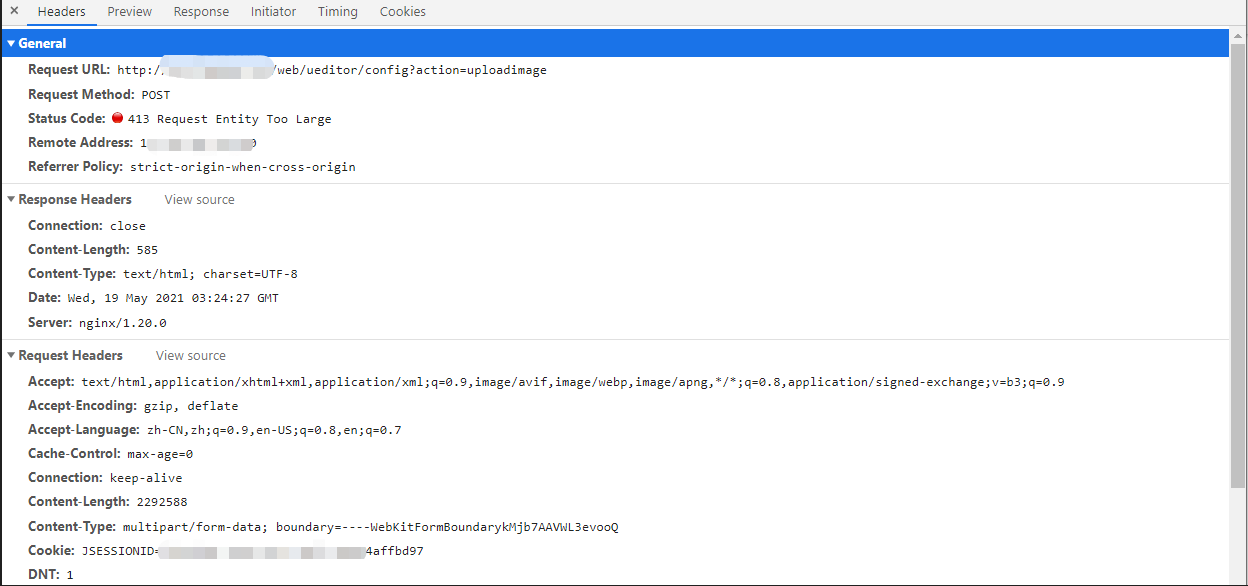 × Headers Preview Response Initiator Timing Cookies
General
Request URL: http:/ /web/ueditor/config?action=uploadimage
Request Method: POST
Status Code: 413 Request Entity Too Large
Remote Address: 1
Referrer Policy: strict-origin-when-cross-origin
Response Headers View source
Connection: close
Content-Length: 585
Content-Type: text/html; charset=UTF-8
Date: Wed, 19 May 2021 03:24:27 GMT
Server: nginx/1.20.0
Request Headers View source
Accept: text/html,application/xhtml+xml,application/xml;q=0.9,image/avif,image/webp,image/apng,*/*;q=0.8,application/signed-exchange;v=b3;q=0.9
Accept-Encoding: gzip, deflate
Accept-Language: zh-CN,zh;q=0.9,en-US;q=0.8,en;q=0.7
Cache-Control: max-age=0
Connection: keep-alive
Content-Length: 2292588
Content-Type: multipart/form-data; boundary=----WebKitFormBoundarykMjb7AAVWL3evooQ
Cookie: JSESSIONID= 4affbd97
DNT: 1